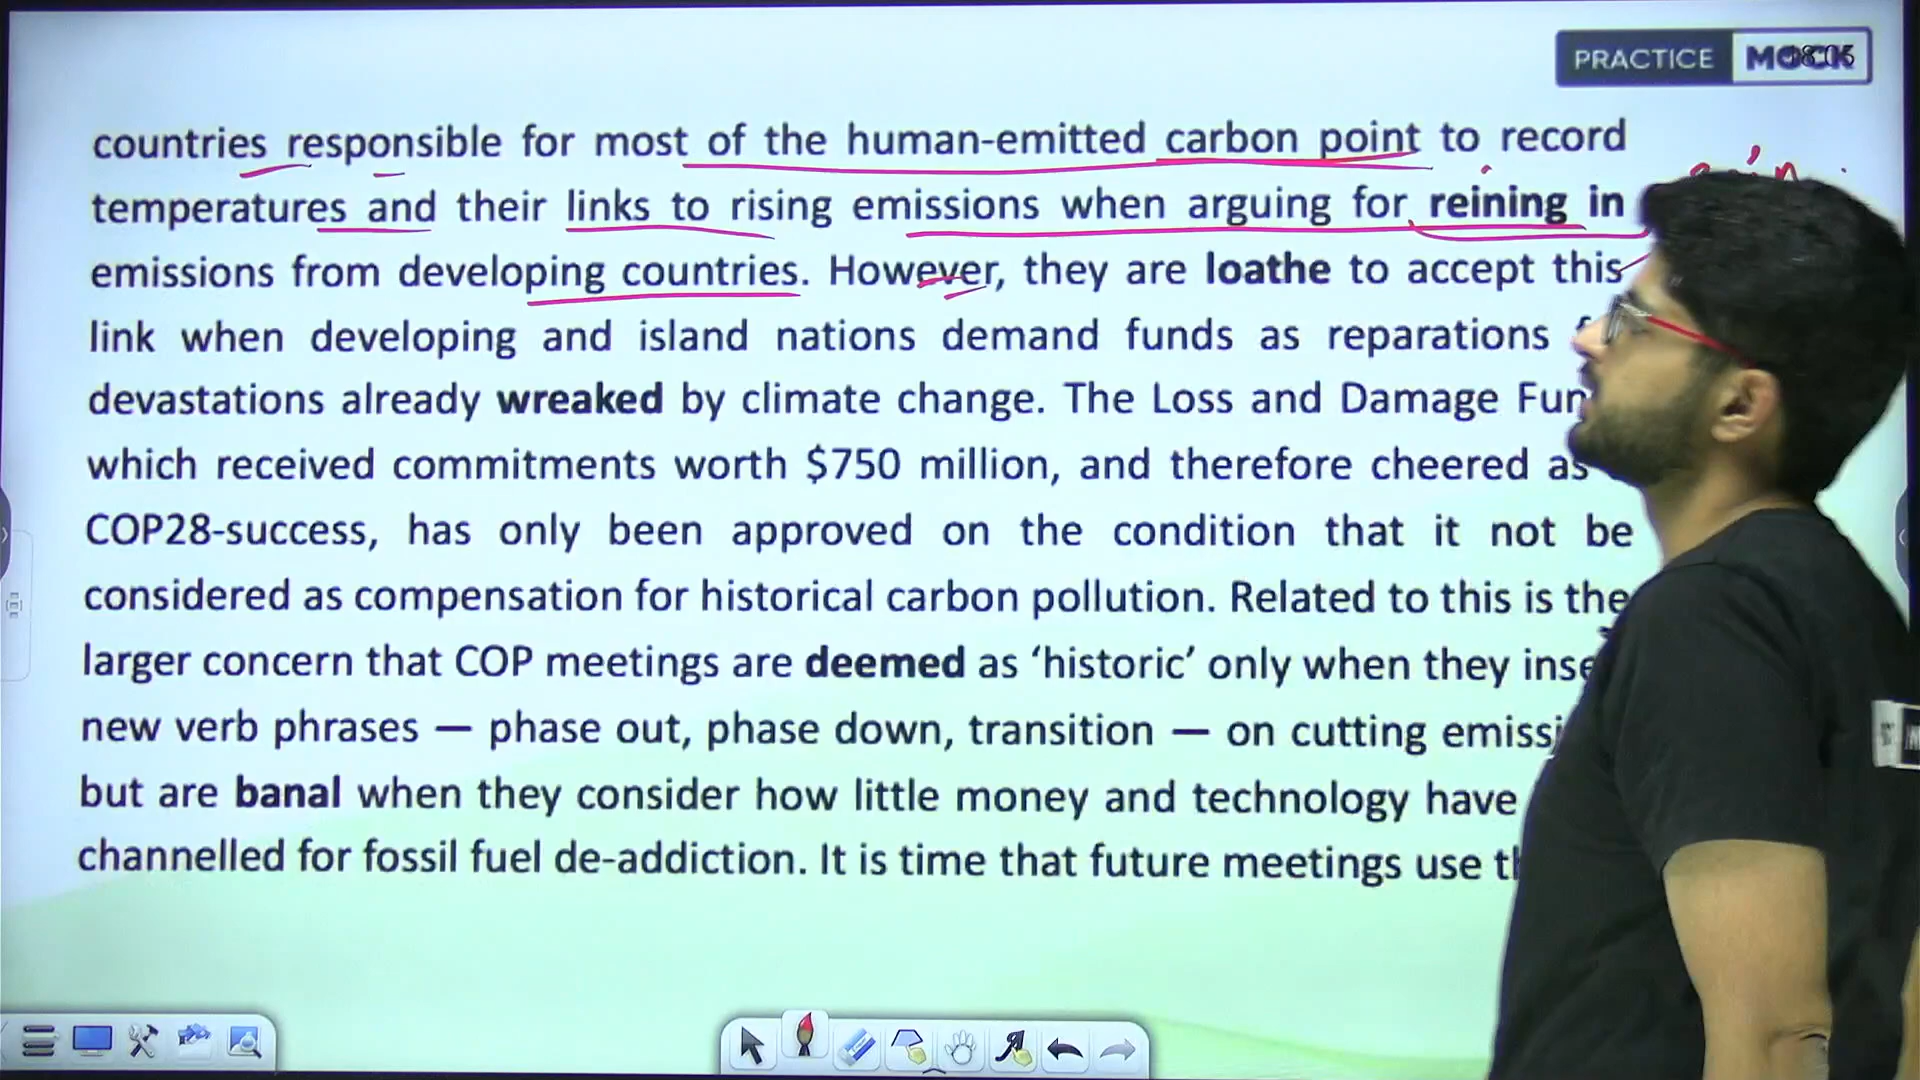 PRACTICE MOCK
countries responsible for most of the human-emitted carbon point to record
temperatures and their links to rising emissions when arguing for reining in
emissions from developing countries. However, they are loathe to accept this
link when developing and island nations demand funds as reparations
devastations already wreaked by climate change. The Loss and Damage
which received commitments worth $750 million, and therefore cheered as
COP28-success, has only been approved on the condition that it not be
considered as compensation for historical carbon pollution. Related to this is the
larger concern that COP meetings are deemed as ‘historic’ only when they
new verb phrases — phase out, phase down, transition — on cutting
but are banal when they consider how little money and technology have
channelled for fossil fuel de-addiction. It is time that future meetings use